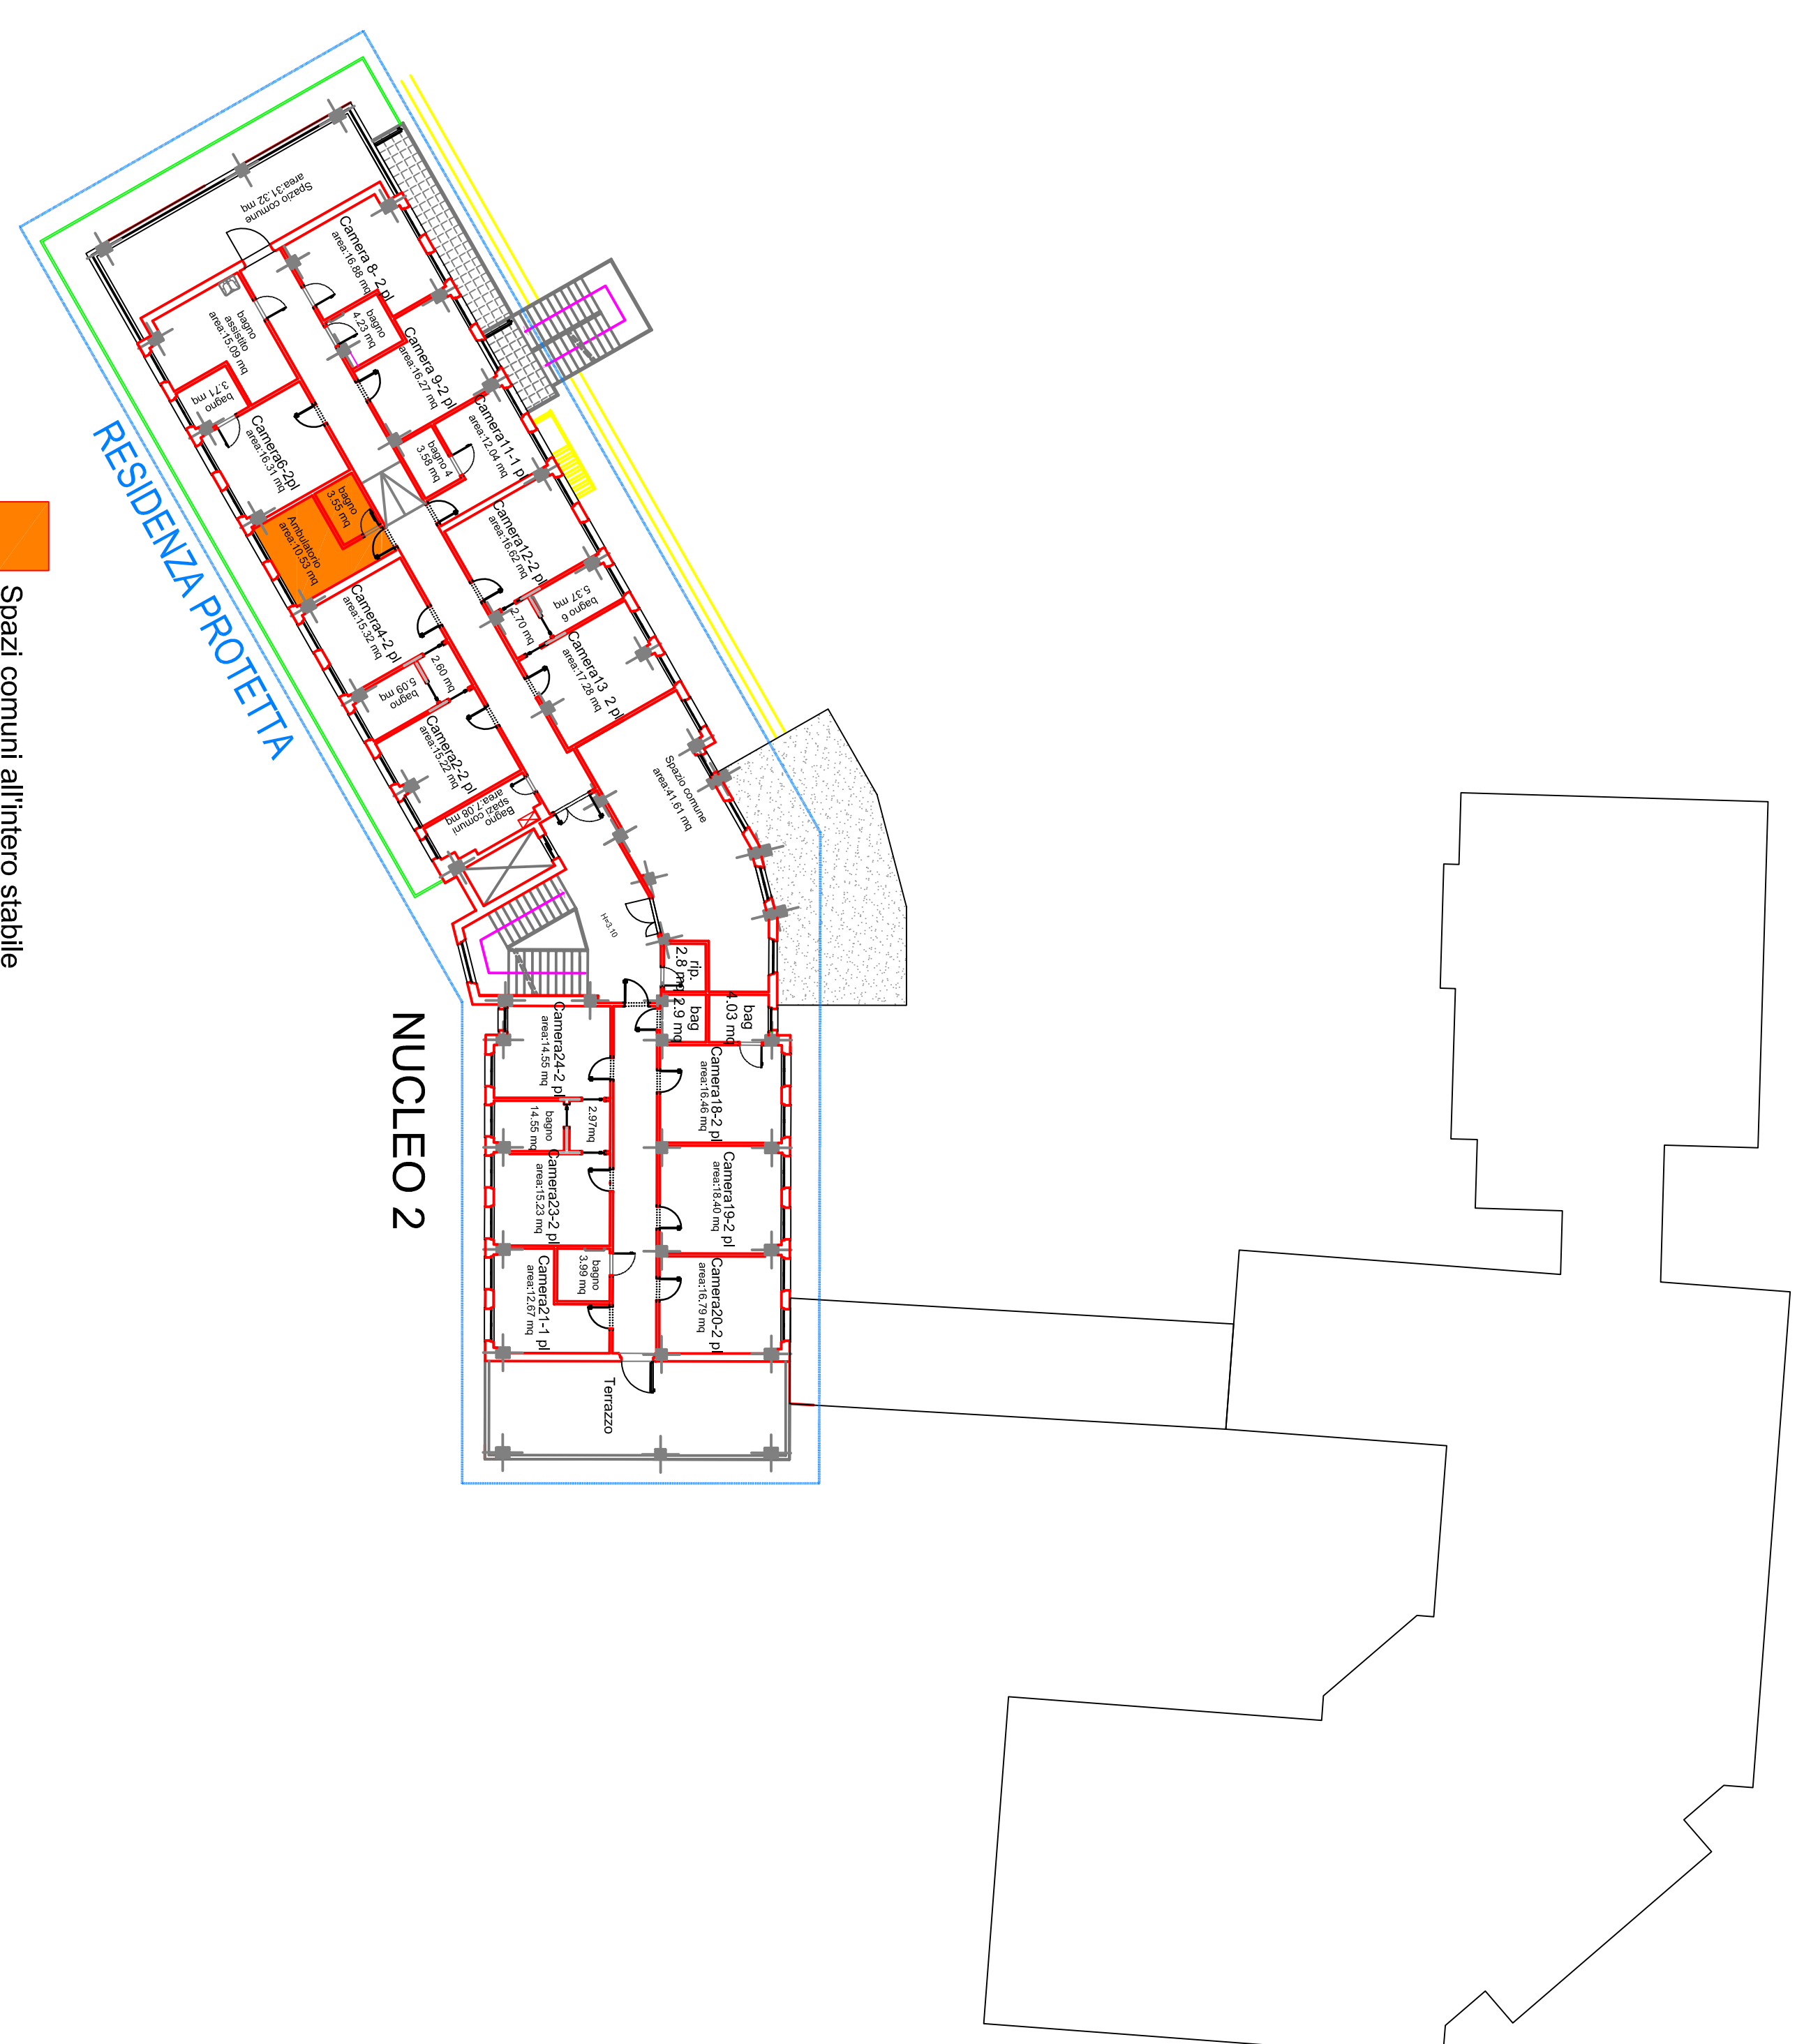 Spazio comune
area:31.32 mq
Camera 8- 2 pl
area:16.88 mq
bagno
4.23 mq
Camera 9-2 pl
area:16.27 mq
Camera11-1 pl
area:12.04 mq
bagno 4
3.58 mq
Camera12-2 pl
area:16.62 mq
bagno 6
5.37 mq
2.70 mq
Camera13 2 pl
area:17.28 mq
Spazio comune
area:41.61 mq
bagno
assistito
area:15.09 mq
bagno
3.71 mq
Camera6-2pl
area:16.31 mq
bagno
3.55 mq
Ambulatorio
area:10.53 mq
Camera4-2 pl
area:15.32 mq
2.60 mq
bagno
5.09 mq
Camera2-2 pl
area:15.22 mq
Bagno
spazi comuni
area:7.08 mq
H=3.10
rip.
2.8 mq
bag
2.9 mq
bag
4.03 mq
Camera18-2 pl
area:16.46 mq
Camera19-2 pl
area:18.40 mq
Camera20-2 pl
area:16.79 mq
Camera24-2 pl
area:14.55 mq
2.97mq
bagno
14.55 mq
Camera23-2 pl
area:15.23 mq
bagno
3.99 mq
Camera21-1 pl
area:12.67 mq
Terrazzo
RESIDENZA PROTETTA
NUCLEO 2
Spazi comuni all'intero stabile